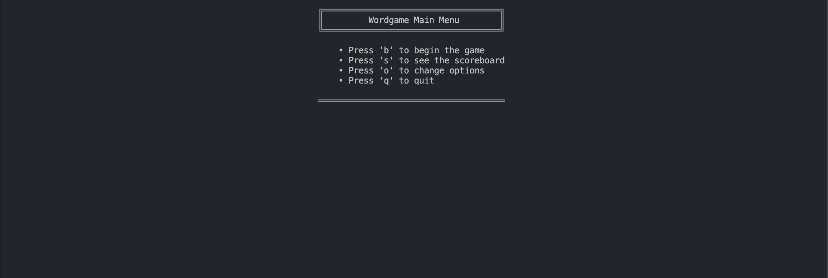 Wordgame Main Menu
• Press 'b' to begin the game
• Press 's' to see the scoreboard
• Press 'o' to change options
• Press 'q' to quit